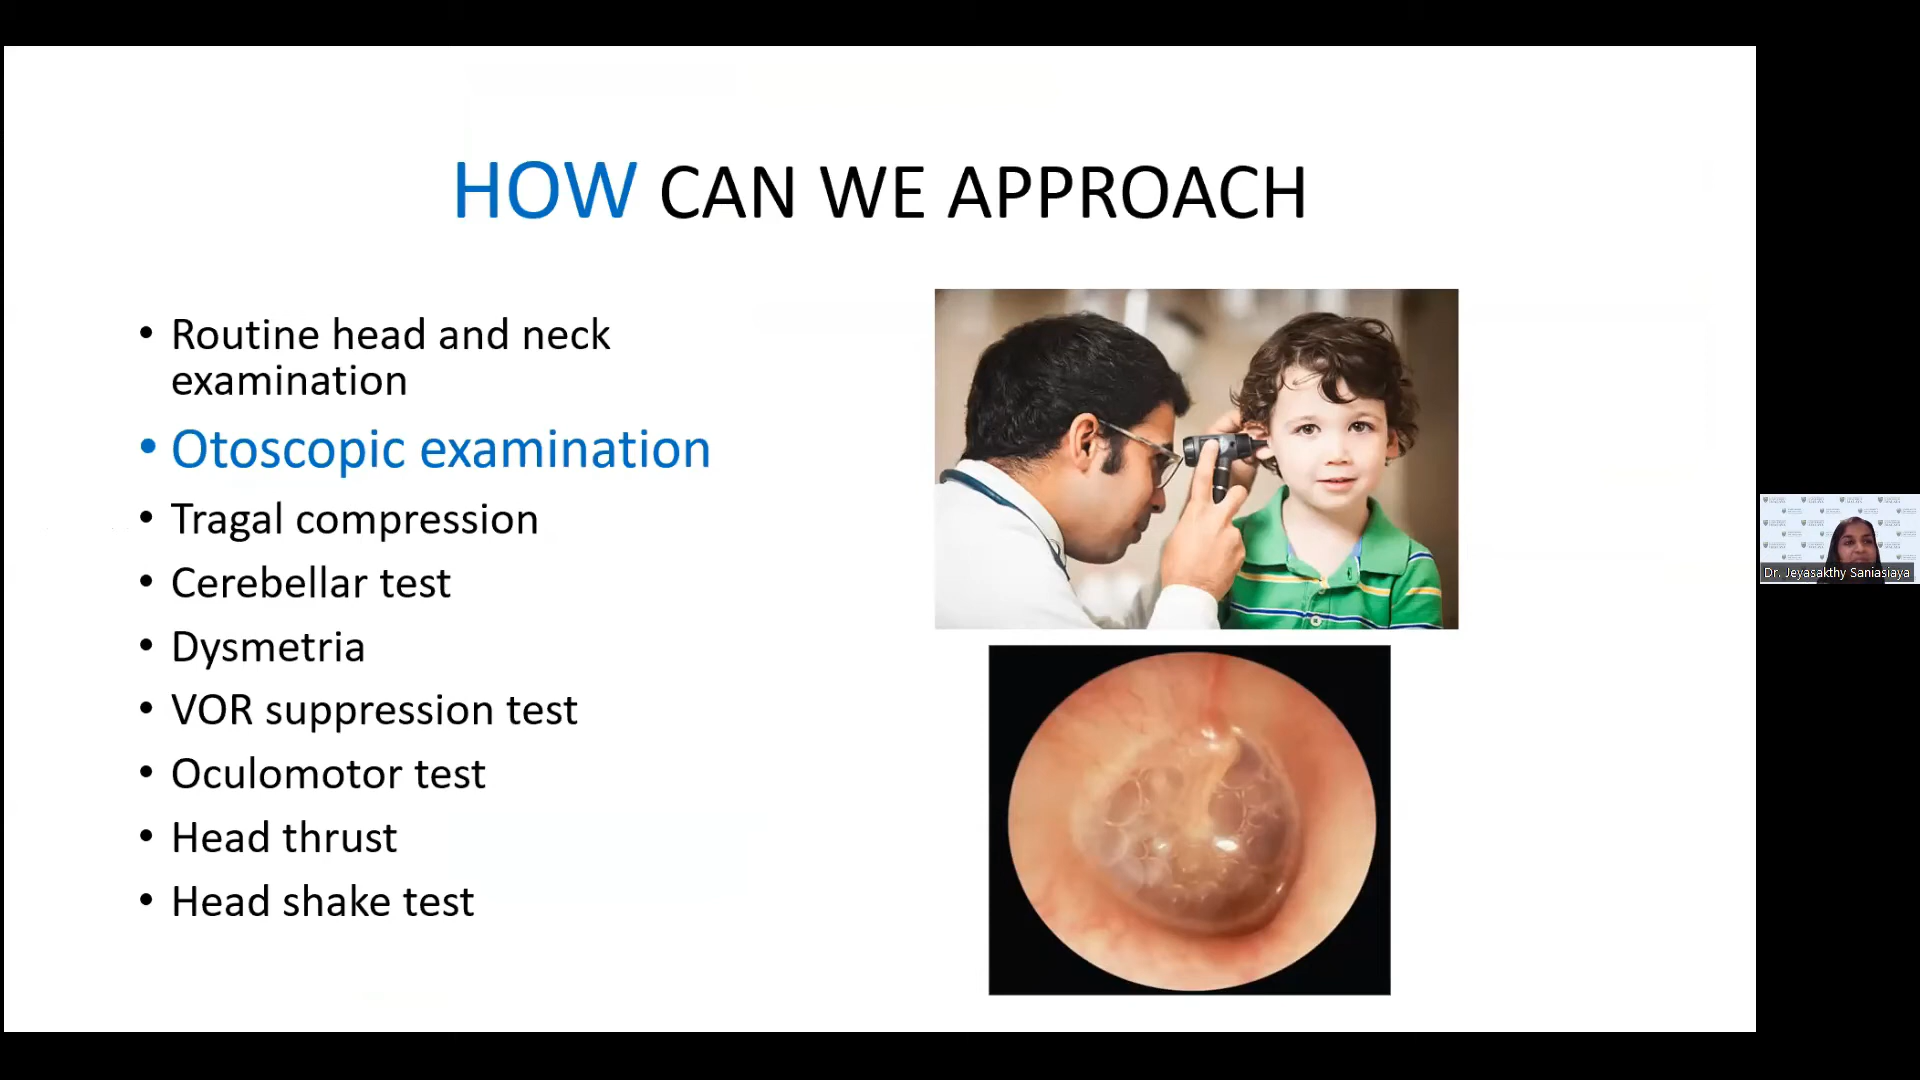 HOW CAN WE APPROACH
• Routine head and neck
examination
• Otoscopic examination
• Tragal compression
• Cerebellar test
• Dysmetria
• VOR suppression test
• Oculomotor test
• Head thrust
• Head shake test
Dr. Jeyasakthy Saniasiaya